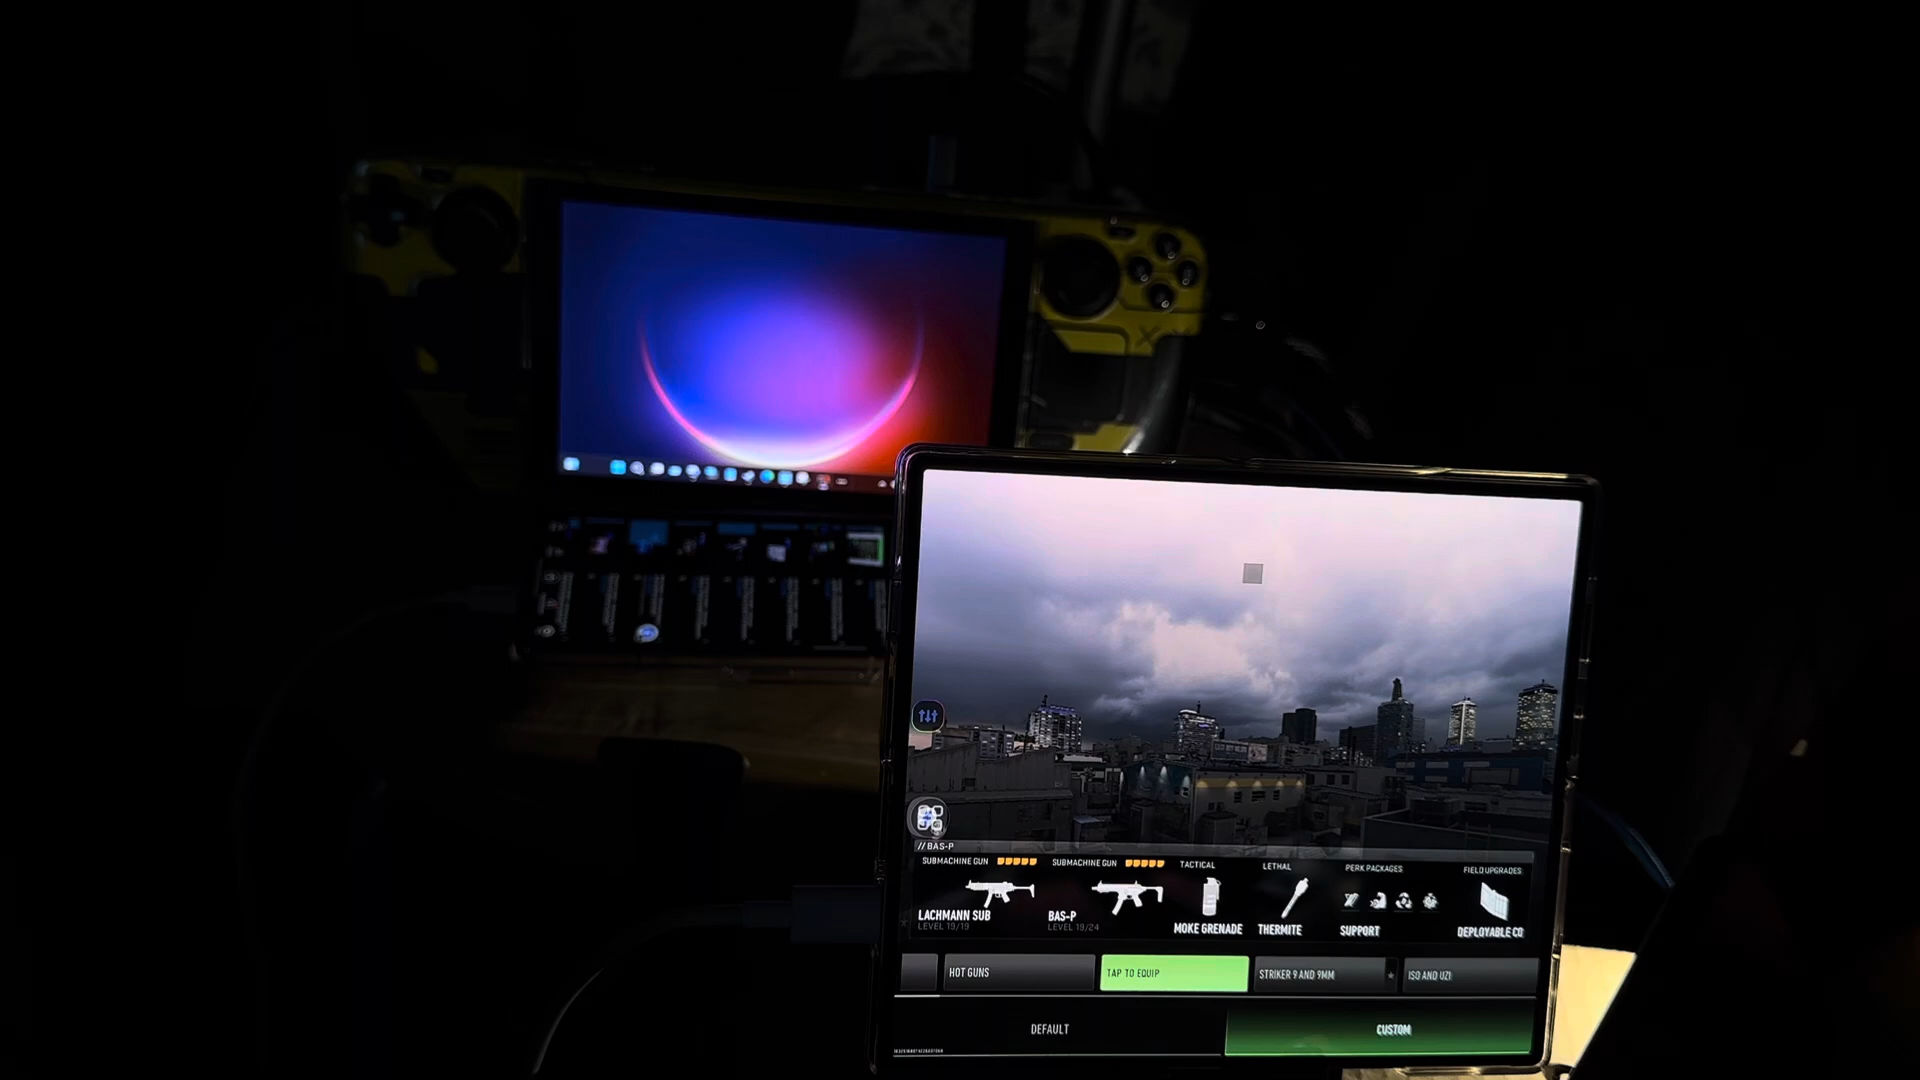 // BAS-P
SUBMACHINE GUN
SUBMACHINE GUN
TACTICAL
LETHAL
PERK PACKAGES
FIELD UPGRADES
LACHMANN SUB
LEVEL 19/19
BAS-P
LEVEL 19/24
MOKE GRENADE
THERMITE
SUPPORT
DEPLOYABLE CO
HOT GUNS
TAP TO EQUIP
STRIKER 9 AND 9MM
ISO AND UZI
DEFAULT
CUSTOM